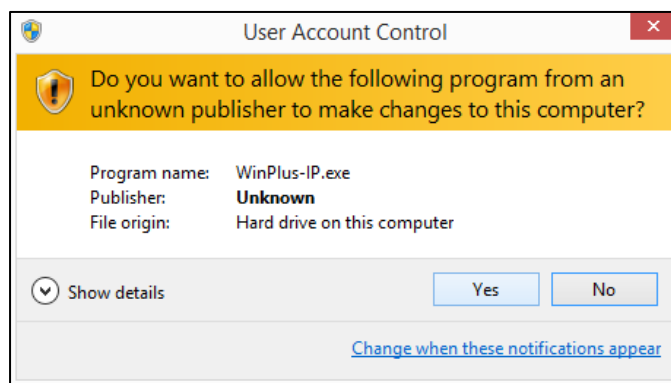 User Account Control
Do you want to allow the following program from an
unknown publisher to make changes to this computer?
Program name: WinPlus-IP.exe
Publisher: Unknown
File origin: Hard drive on this computer
Show details Yes No
Change when these notifications appear